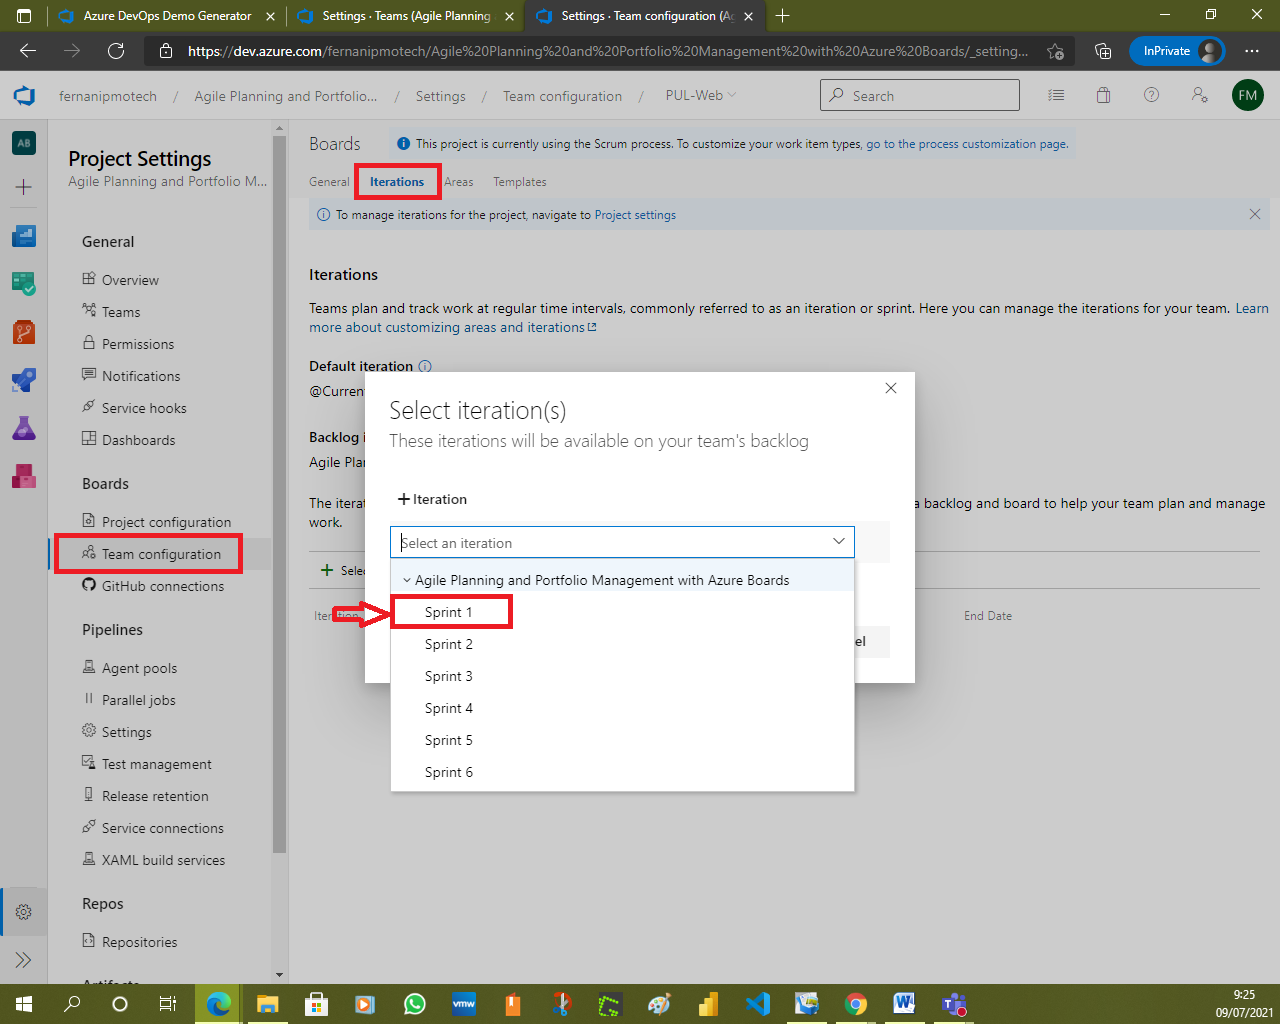 Azure DevOps Demo Generator
Settings · Teams (Agile Planning
Settings · Team configuration (Ag
https://dev.azure.com/fernanipmotech/Agile%20Planning%20and%20Portfolio%20Management%20with%20Azure%20Boards/_setting...
InPrivate
fernanipmotech / Agile Planning and Portfolio... / Settings / Team configuration / PUL-Web
Search
FM
AB
Project Settings
Agile Planning and Portfolio M...
General
Overview
Teams
Permissions
Notifications
Service hooks
Dashboards
Boards
Project configuration
Team configuration
GitHub connections
Pipelines
Agent pools
Parallel jobs
Settings
Test management
Release retention
Service connections
XAML build services
Repos
Repositories
Artifacts
Boards
This project is currently using the Scrum process. To customize your work item types, go to the process customization page.
General Iterations Areas Templates
To manage iterations for the project, navigate to Project settings
Iterations
Teams plan and track work at regular time intervals, commonly referred to as an iteration or sprint. Here you can manage the iterations for your team. Learn
more about customizing areas and iterations
Default iteration
@Curren
Backlog i
Agile Plan
The iterat
a backlog and board to help your team plan and manage
work.
+ Selec
Iteration
End Date
Select iteration(s)
These iterations will be available on your team's backlog
+ Iteration
Select an iteration
Agile Planning and Portfolio Management with Azure Boards
Sprint 1
Sprint 2
Sprint 3
Sprint 4
Sprint 5
Sprint 6
el
vmw
9:25
09/07/2021